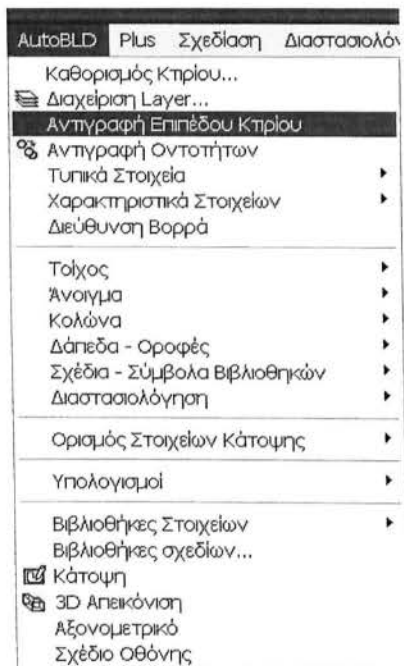 AutoBLD Plus Σχεδίαση Διαστασιολόγ
Καθορισμός Κτιρίου...
Διαχείριση Layer...
Αντιγραφή Επιπέδου Κτιρίου
Αντιγραφή Οντοτήτων
Τυπικά Στοιχεία
Χαρακτηριστικά Στοιχείων
Διεύθυνση Βορρά
Τοίχος
Άνοιγμα
Κολώνα
Δάπεδα - Οροφές
Σχέδια - Σύμβολα Βιβλιοθηκών
Διαστασιολόγηση
Ορισμός Στοιχείων Κάτοψης
Υπολογισμοί
Βιβλιοθήκες Στοιχείων
Βιβλιοθήκες σχεδίων...
Κάτοψη
3D Απεικόνιση
Αξονομετρικό
Σχέδιο Οθόνης